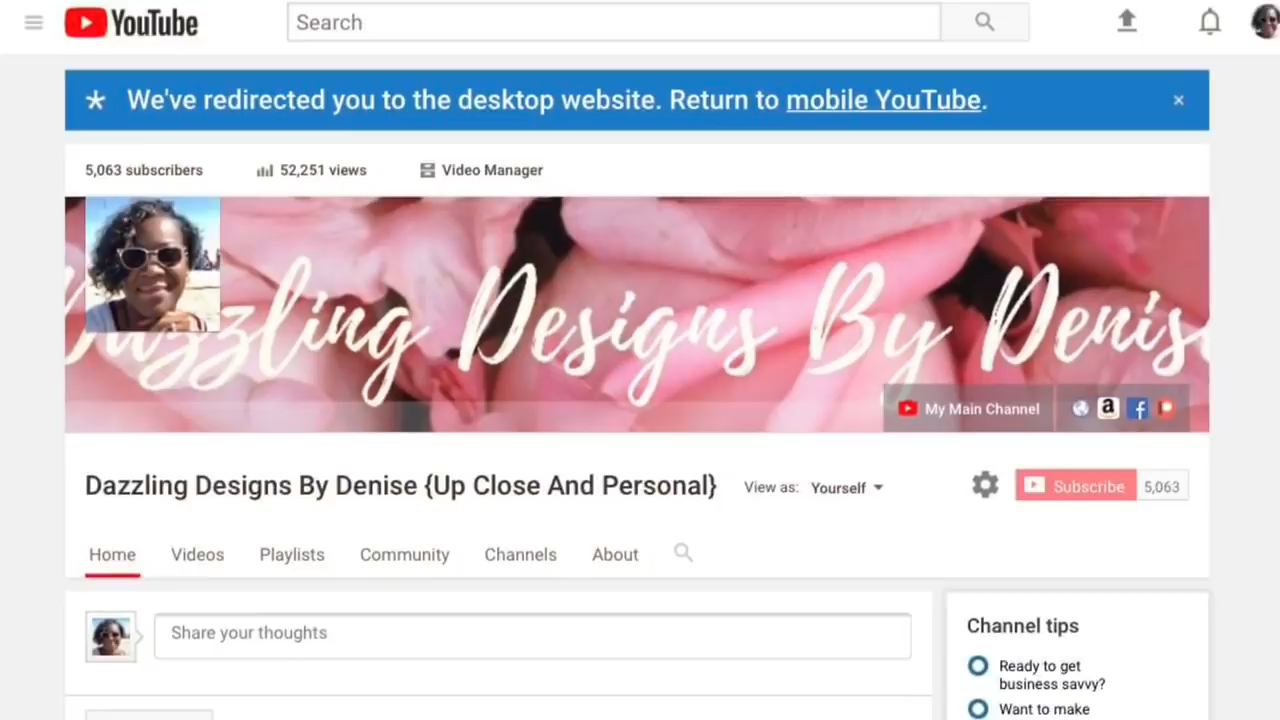 YouTube
Search
We've redirected you to the desktop website. Return to mobile YouTube.
5,063 subscribers
52,251 views
Video Manager
Dazzling Designs By Denise
My Main Channel
Dazzling Designs By Denise {Up Close And Personal}
View as: Yourself
Subscribe 5,063
Home Videos Playlists Community Channels About
Share your thoughts
Channel tips
Ready to get
business savvy?
Want to make